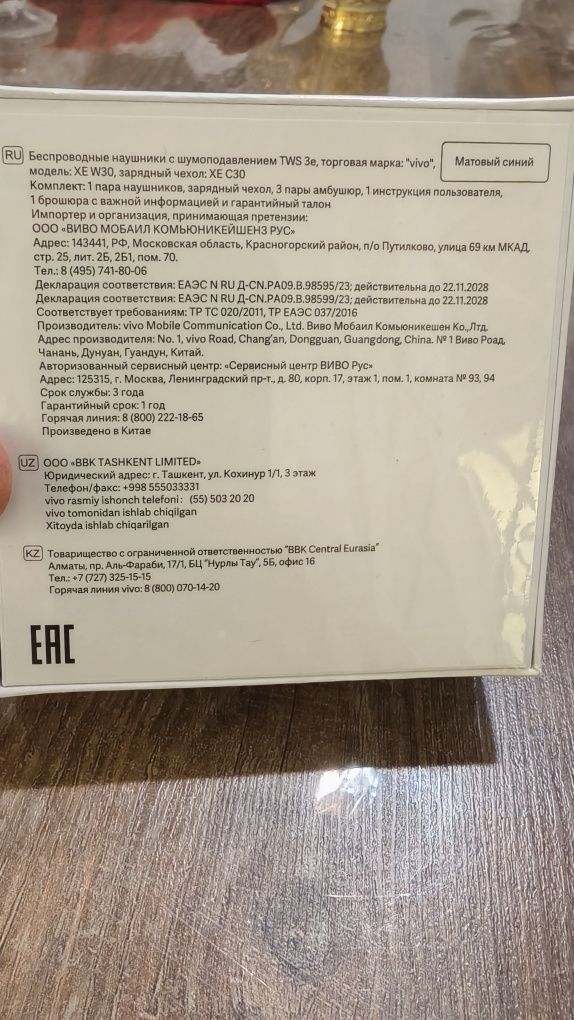 RU Беспроводные наушники с шумоподавлением TWS 3e, торговая марка: "vivo",
модель: XE W30, зарядный чехол: XE C30
Матовый синий
Комплект: 1 пара наушников, зарядный чехол, 3 пары амбушюр, 1 инструкция пользователя,
1 брошюра с важной информацией и гарантийный талон
Импортер и организация, принимающая претензии:
ООО «ВИВО МОБАИЛ КОМЬЮНИКЕЙШЕНЗ РУС»
Адрес: 143441, РФ, Московская область, Красногорский район, п/о Путилково, улица 69 км МКАД,
стр. 25, лит. 2Б, 2Б1, пом. 70.
Тел.: 8 (495) 741-80-06
Декларация соответствия: ЕАЭС N RU Д-CN.РА09.В.98595/23; действительна до 22.11.2028
Декларация соответствия: ЕАЭС N RU Д-CN.РА09.В.98599/23; действительна до 22.11.2028
Соответствует требованиям: ТР ТС 020/2011, ТР ЕАЭС 037/2016
Производитель: vivo Mobile Communication Co., Ltd. Виво Мобаил Комьюникешен Ко.,Лтд.
Адрес производителя: No. 1, vivo Road, Chang'an, Dongguan, Guangdong, China. № 1 Виво Роад,
Чанань, Дунуан, Гуандун, Китай.
Авторизованный сервисный центр: «Сервисный центр ВИВО Рус»
Адрес: 125315, г. Москва, Ленинградский пр-т., д. 80, корп. 17, этаж 1, пом. 1, комната № 93, 94
Срок службы: 3 года
Гарантийный срок: 1 год
Горячая линия: 8 (800) 222-18-65
Произведено в Китае
UZ ООО «BBK TASHKENT LIMITED»
Юридический адрес: г. Ташкент, ул. Кохинур 1/1, 3 этаж
Телефон/факс: +998 555033331
vivo rasmiy ishonch telefoni: (55) 503 20 20
vivo tomonidan ishlab chiqilgan
Xitoyda ishlab chiqarilgan
KZ Товарищество с ограниченной ответственностью "BBK Central Eurasia"
Алматы, пр. Аль-Фараби, 17/1, БЦ "Нурлы Тау", 5Б, офис 16
Тел.: +7 (727) 325-15-15
Горячая линия vivo: 8 (800) 070-14-20
EAC